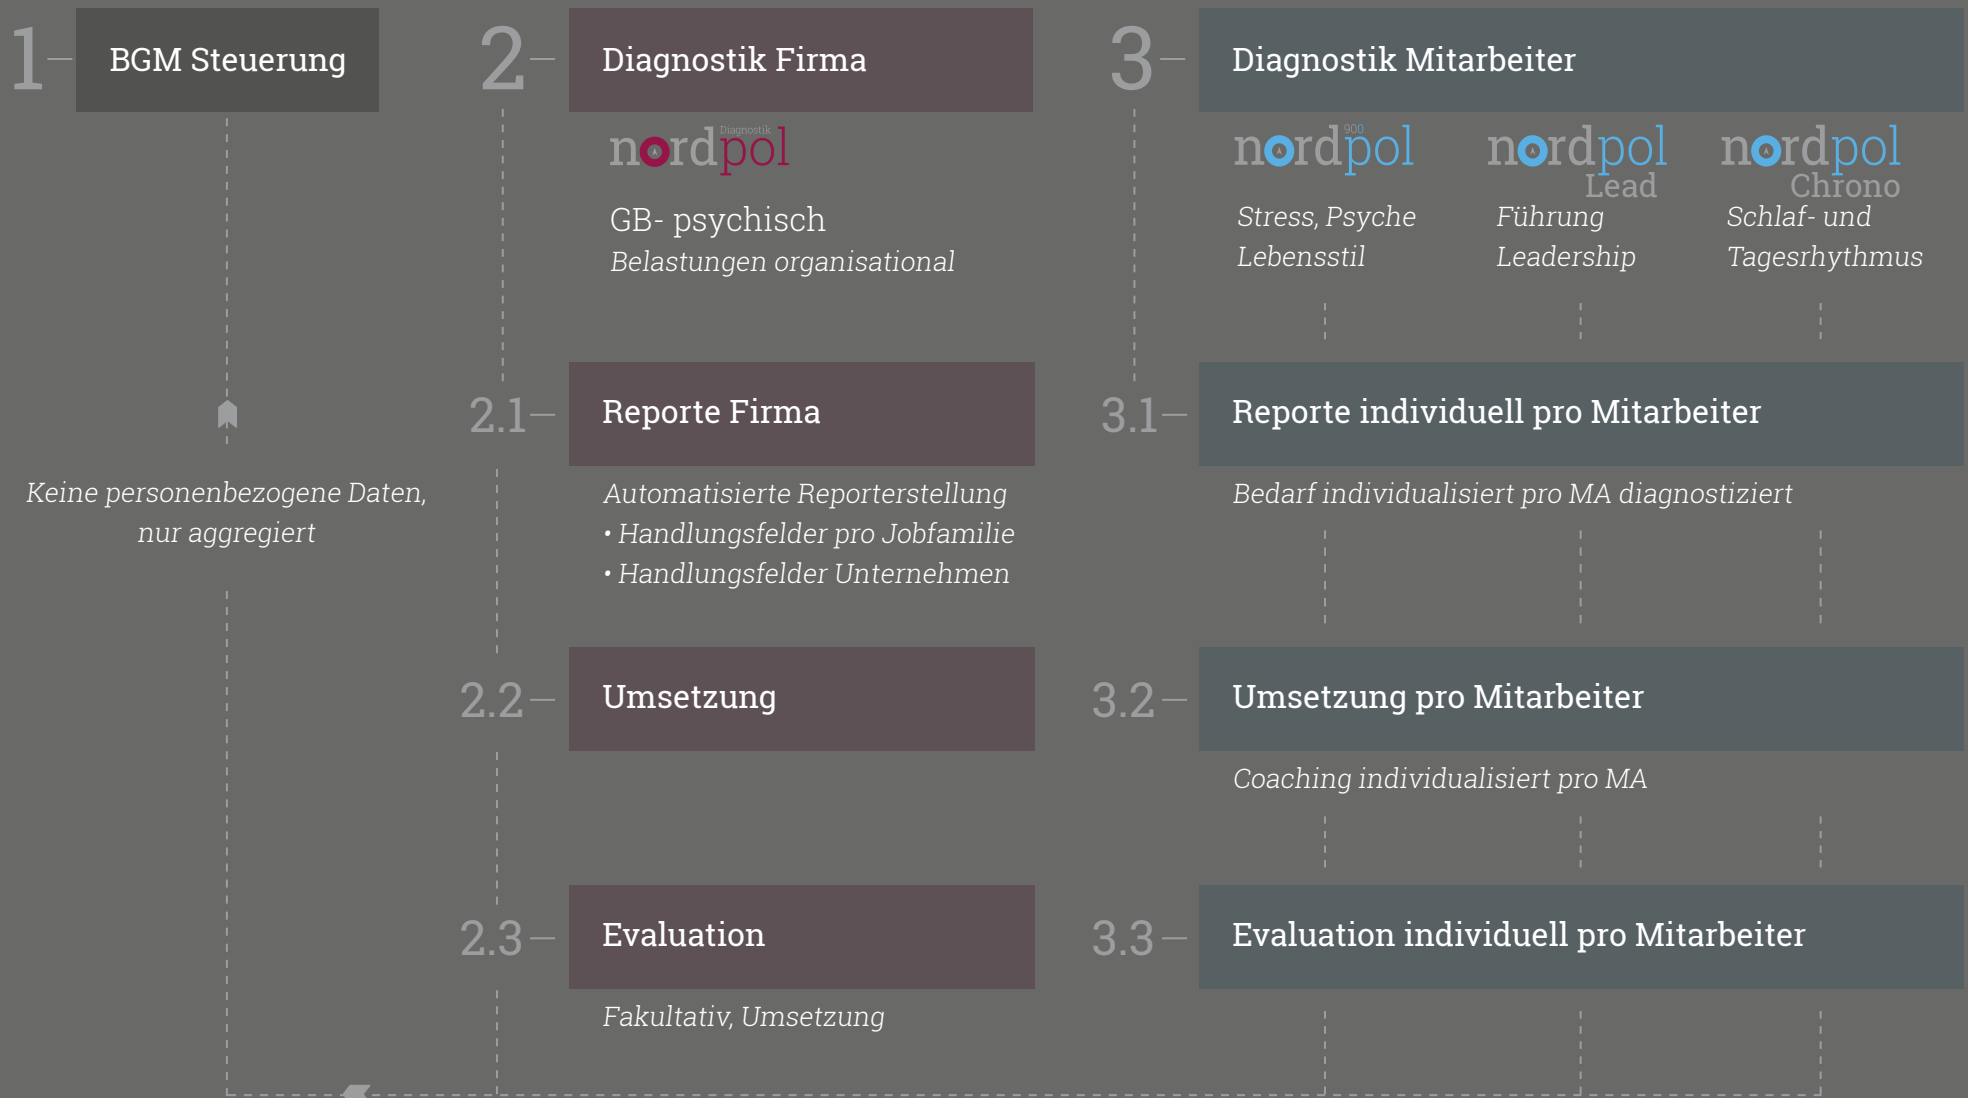 1
BGM Steuerung
Keine personenbezogene Daten,
nur aggregiert
2
Diagnostik Firma
Diagnostik
nordpol
GB- psychisch
Belastungen organisational
2.1
Reporte Firma
Automatisierte Reporterstellung
• Handlungsfelder pro Jobfamilie
• Handlungsfelder Unternehmen
2.2
Umsetzung
2.3
Evaluation
Fakultativ, Umsetzung
3
Diagnostik Mitarbeiter
900
nordpol
Stress, Psyche
Lebensstil
nordpol
Lead
Führung
Leadership
nordpol
Chrono
Schlaf- und
Tagesrhythmus
3.1
Reporte individuell pro Mitarbeiter
Bedarf individualisiert pro MA diagnostiziert
3.2
Umsetzung pro Mitarbeiter
Coaching individualisiert pro MA
3.3
Evaluation individuell pro Mitarbeiter